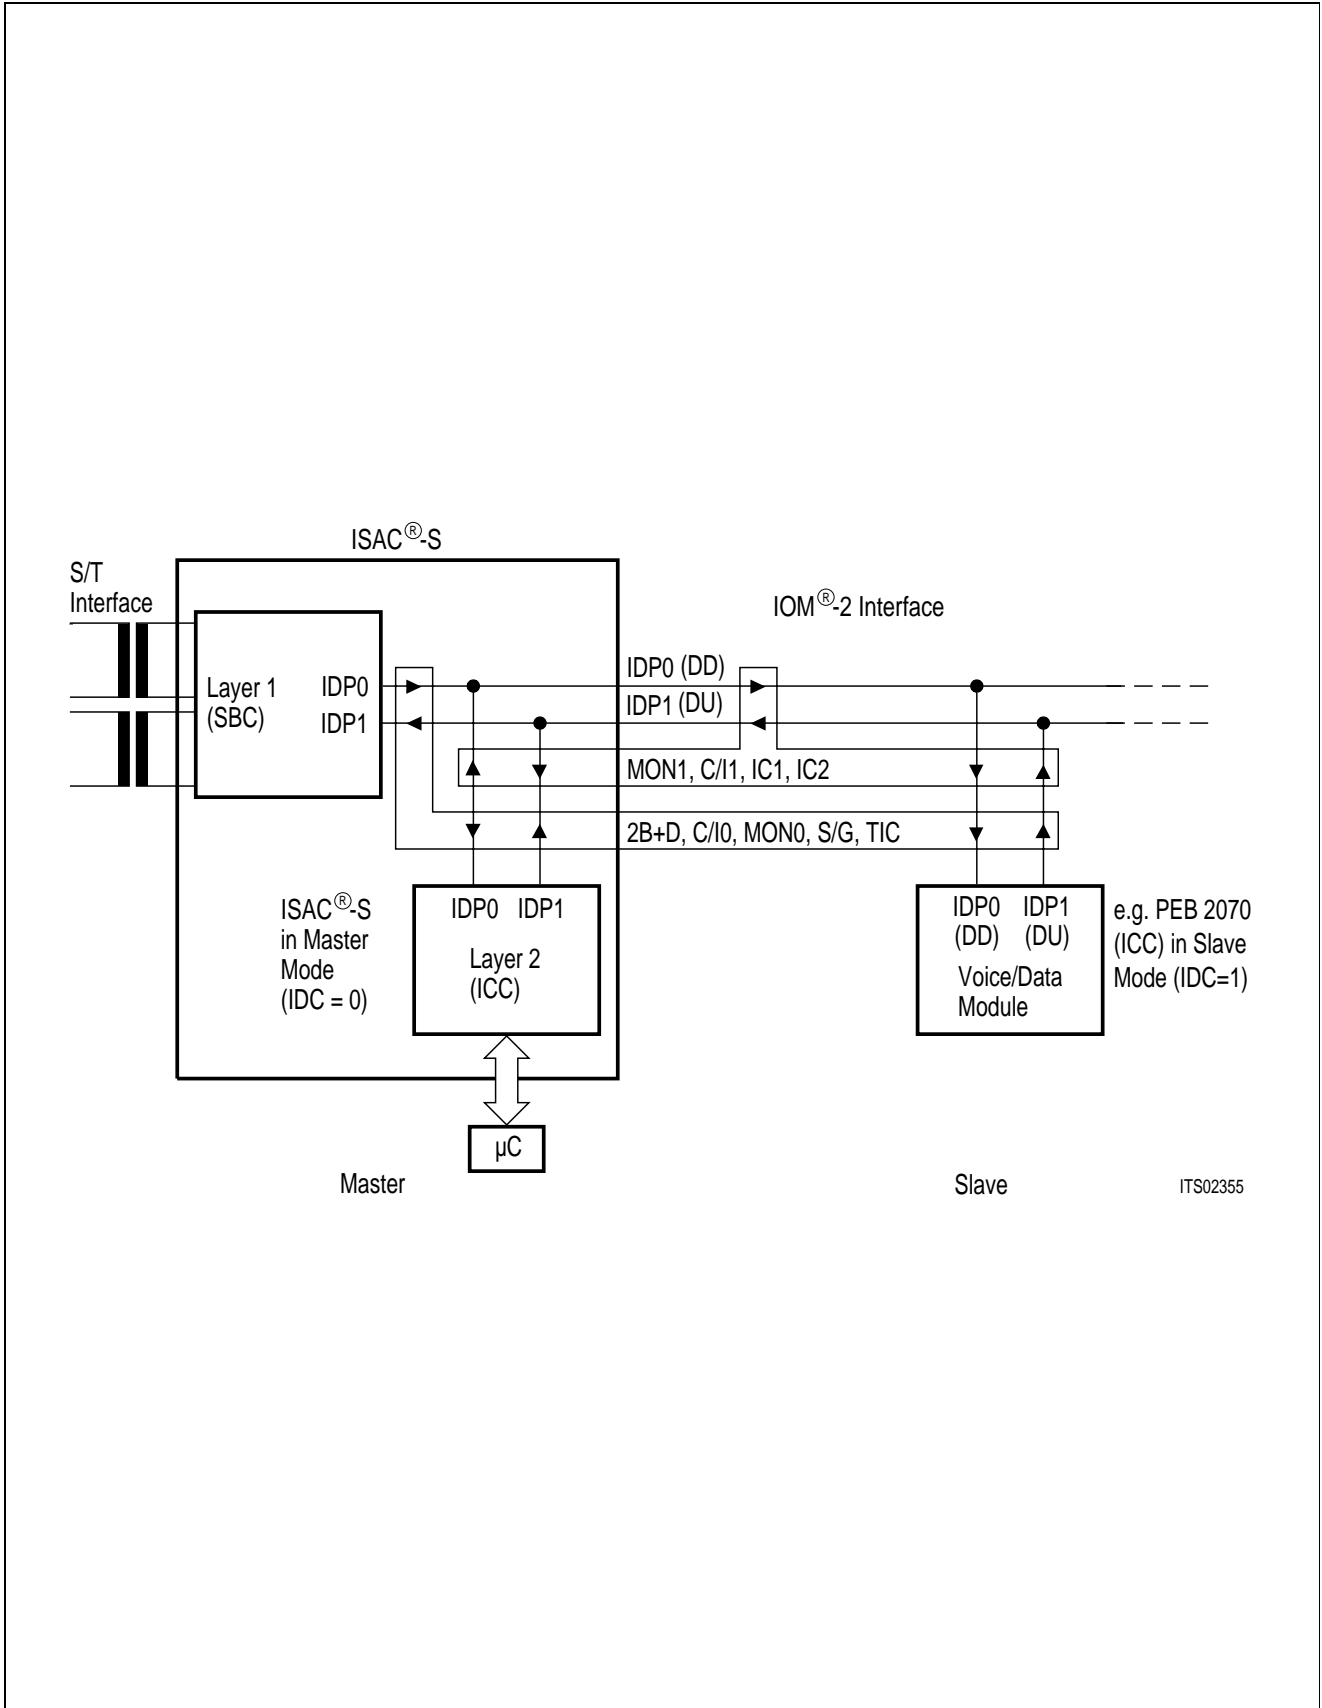 ISAC®-S
S/T
Interface
IOM®-2 Interface
Layer 1
(SBC)
IDP0
IDP1
IDP0 (DD)
IDP1 (DU)
MON1, C/I1, IC1, IC2
2B+D, C/I0, MON0, S/G, TIC
ISAC®-S
in Master
Mode
(IDC = 0)
IDP0 IDP1
Layer 2
(ICC)
IDP0 IDP1
(DD) (DU)
Voice/Data
Module
e.g. PEB 2070
(ICC) in Slave
Mode (IDC=1)
µC
Master
Slave
ITS02355